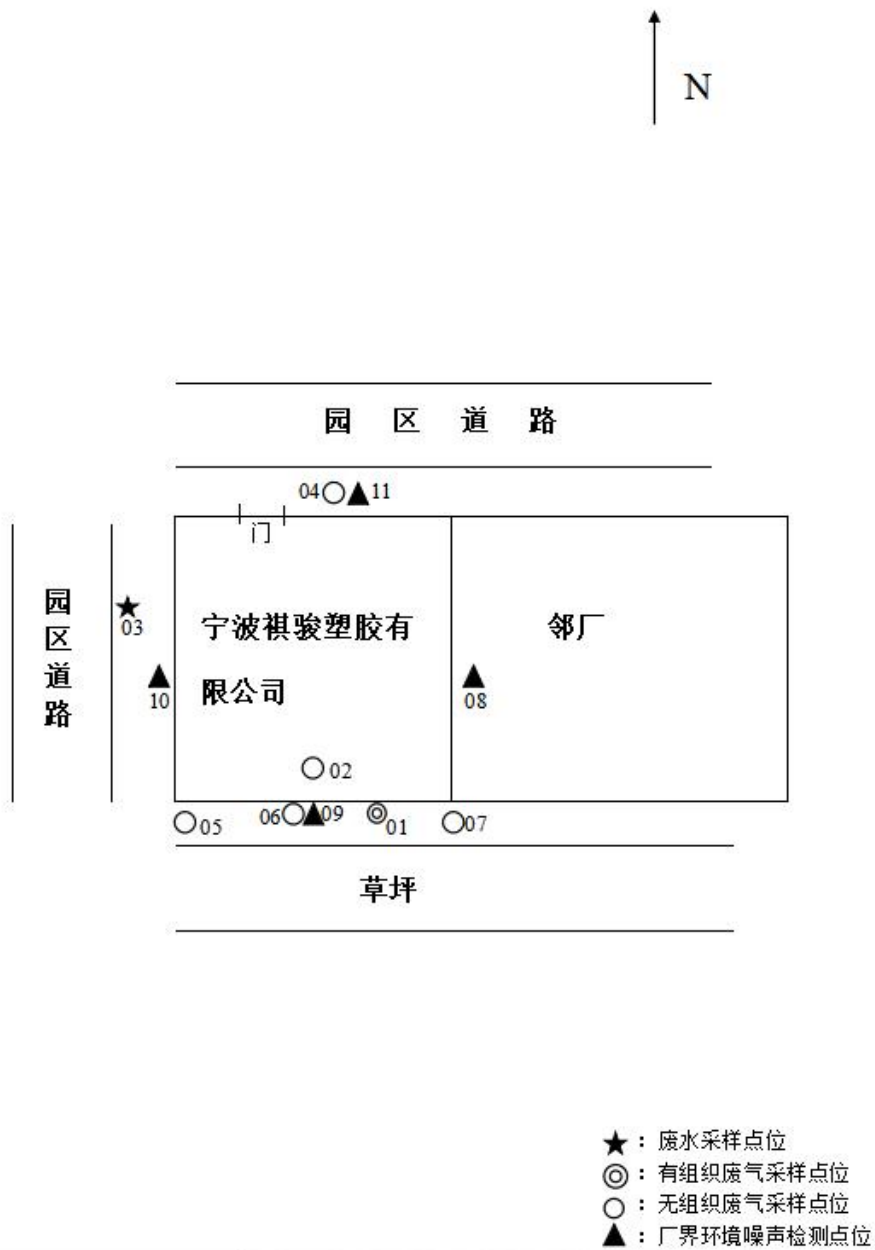 N
园 区 道 路
04 11
门
园区道路
03
宁波祺骏塑胶有
限公司
邻厂
10
08
02
05
06 09
01
07
草坪
★：废水采样点位
◎：有组织废气采样点位
○：无组织废气采样点位
▲：厂界环境噪声检测点位